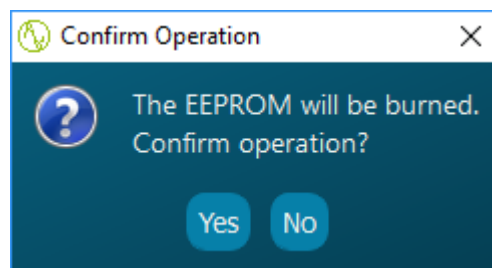 Confirm Operation
The EEPROM will be burned.
Confirm operation?
Yes No